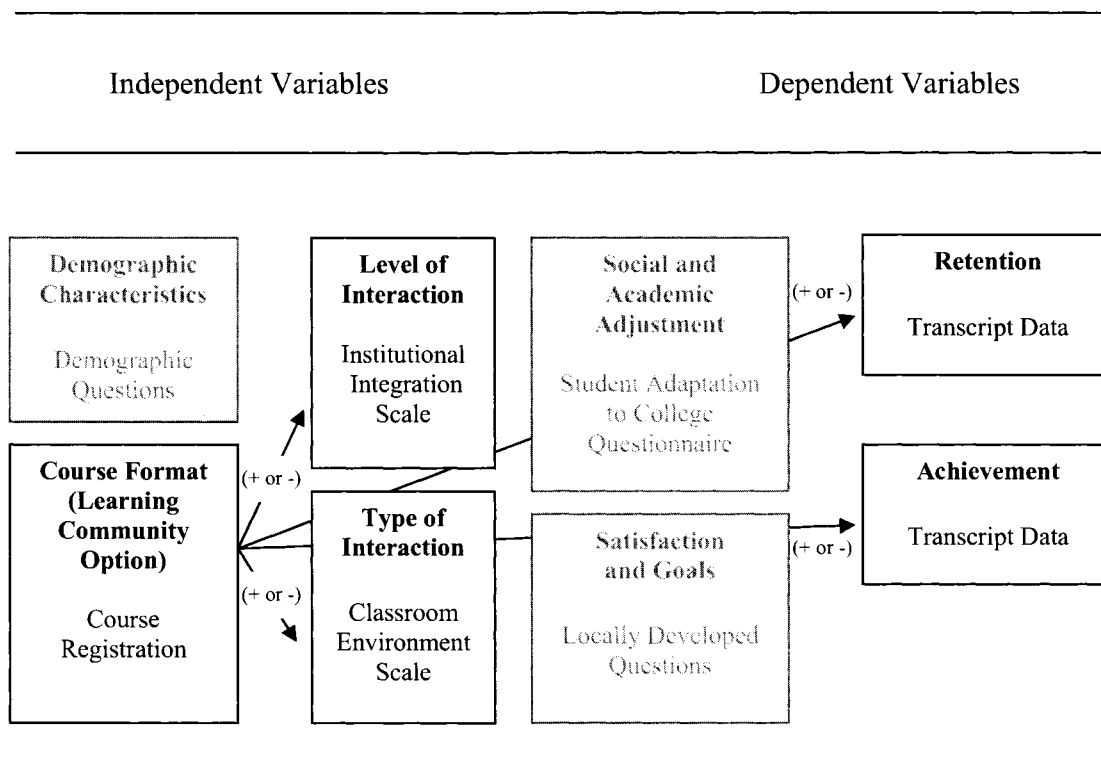 Independent Variables
Dependent Variables
Demographic
Characteristics
Demographic
Questions
Course Format
(Learning
Community
Option)
Course
Registration
(+ or -)
(+ or -)
Level of
Interaction
Institutional
Integration
Scale
Type of
Interaction
Classroom
Environment
Scale
Social and
Academic
Adjustment
Student Adaptation
to College
Questionnaire
Satisfaction
and Goals
Locally Developed
Questions
(+ or -)
(+ or -)
Retention
Transcript Data
Achievement
Transcript Data